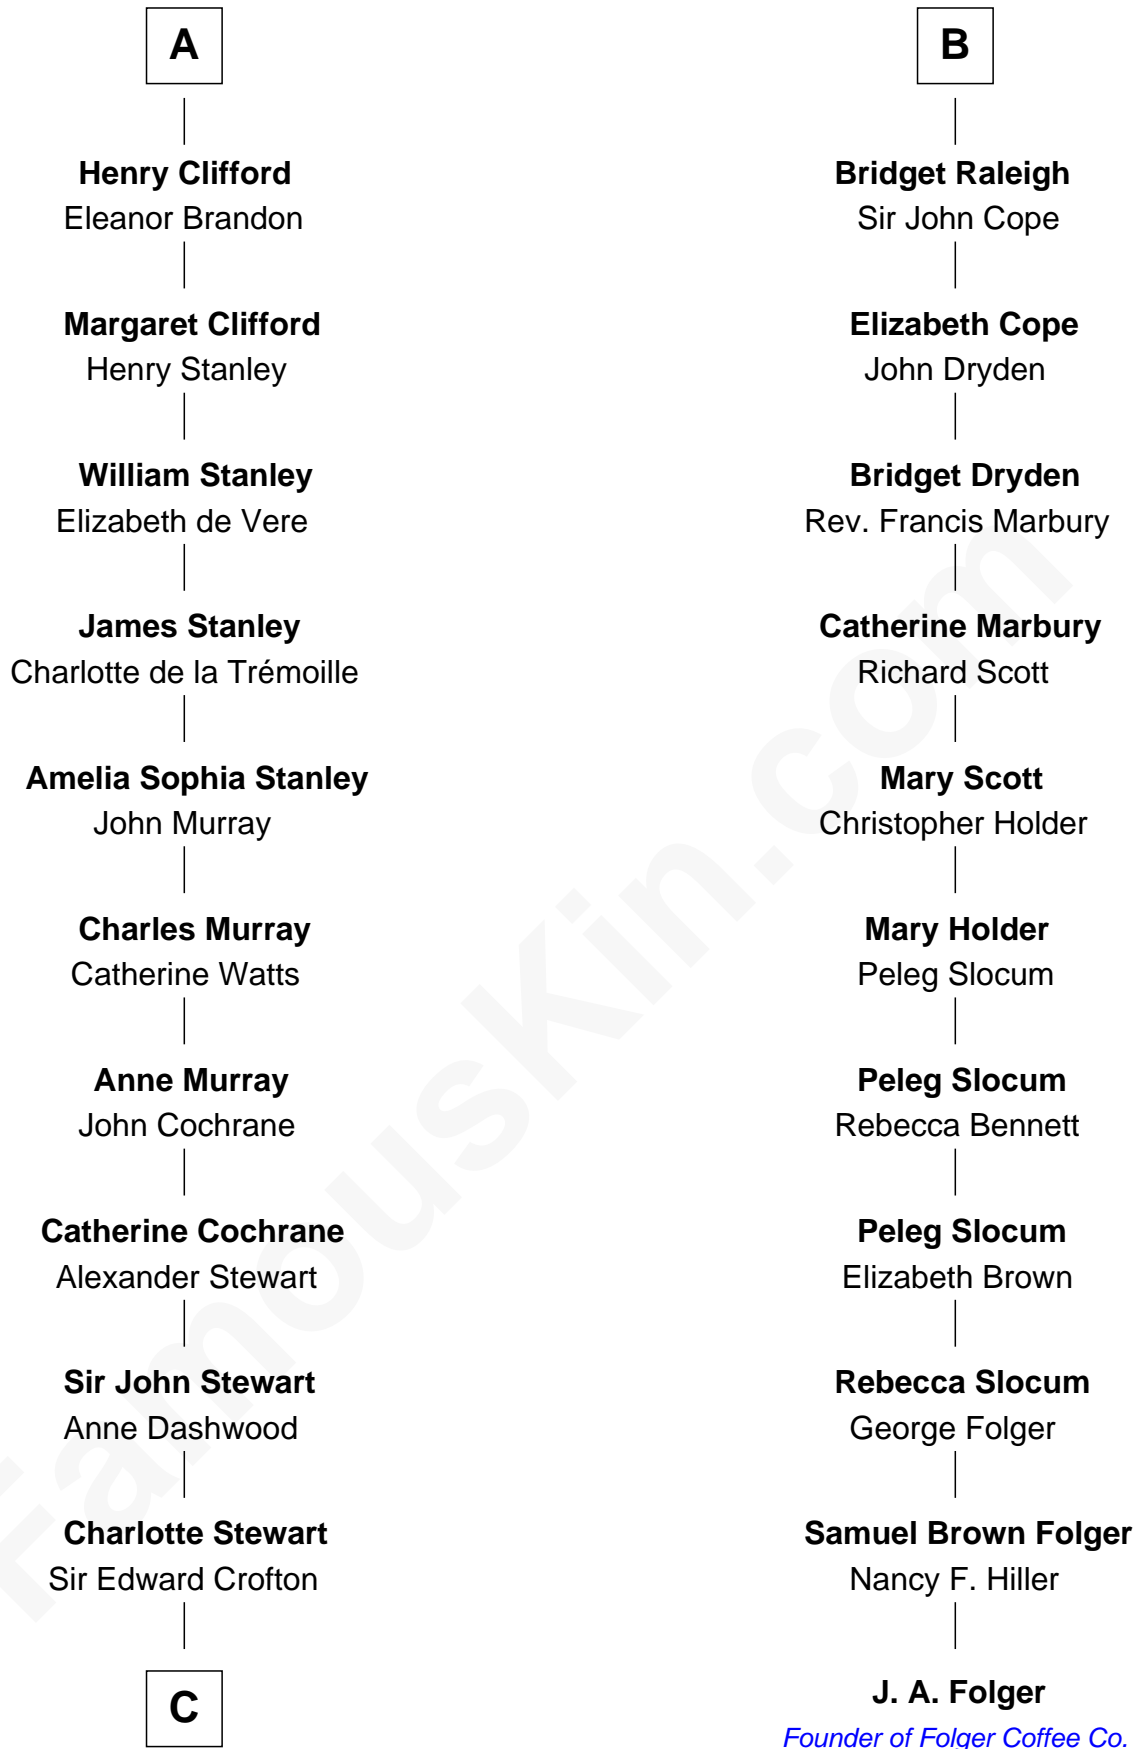 A
Henry Clifford
Eleanor Brandon
Margaret Clifford
Henry Stanley
William Stanley
Elizabeth de Vere
James Stanley
Charlotte de la Trémoille
Amelia Sophia Stanley
John Murray
Charles Murray
Catherine Watts
Anne Murray
John Cochrane
Catherine Cochrane
Alexander Stewart
Sir John Stewart
Anne Dashwood
Charlotte Stewart
Sir Edward Crofton
C
B
Bridget Raleigh
Sir John Cope
Elizabeth Cope
John Dryden
Bridget Dryden
Rev. Francis Marbury
Catherine Marbury
Richard Scott
Mary Scott
Christopher Holder
Mary Holder
Peleg Slocum
Peleg Slocum
Rebecca Bennett
Peleg Slocum
Elizabeth Brown
Rebecca Slocum
George Folger
Samuel Brown Folger
Nancy F. Hiller
J. A. Folger
Founder of Folger Coffee Co.
FamousKin.com